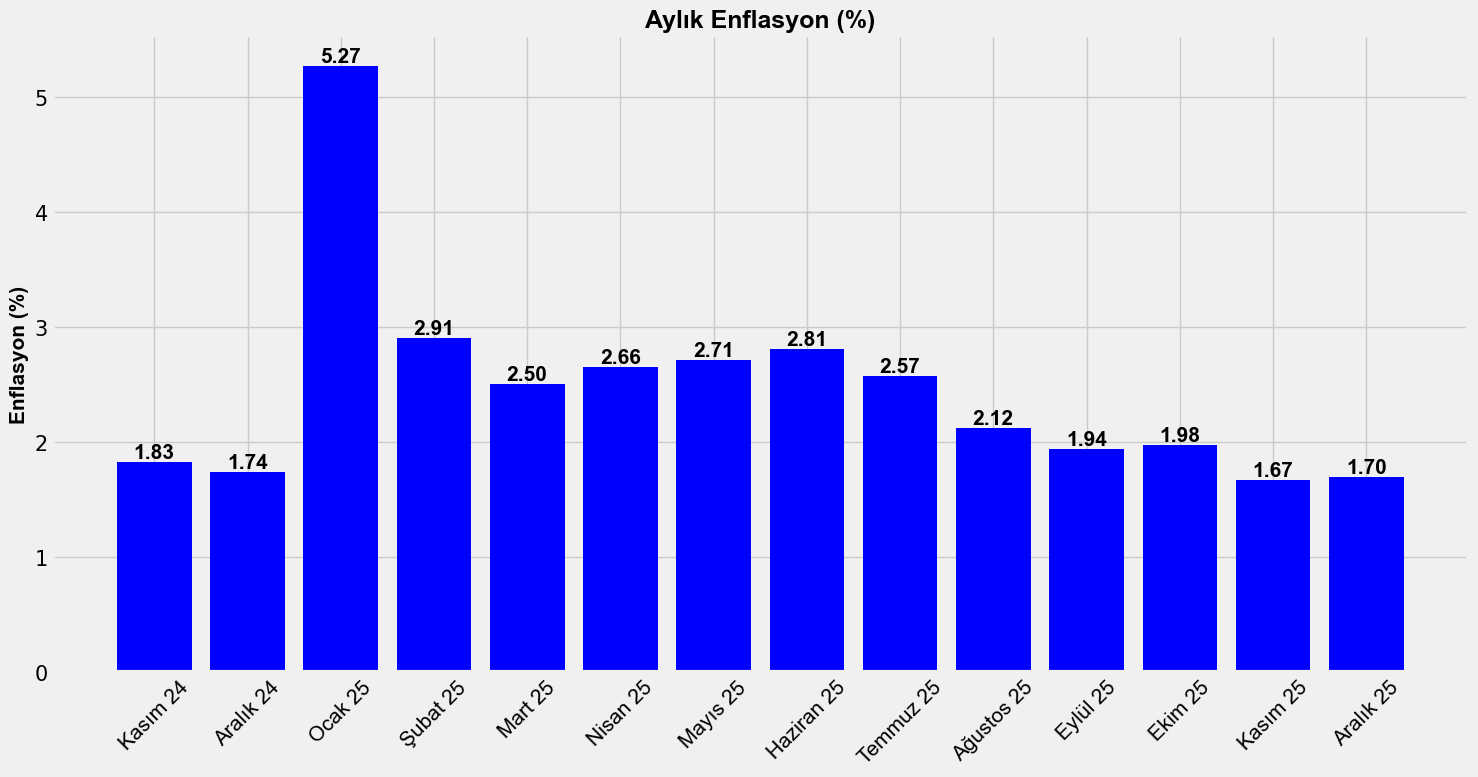 Aylık Enflasyon (%)
Enflasyon (%)
5
4
3
2
1
0
1.83
1.74
5.27
2.91
2.50
2.66
2.71
2.81
2.57
2.12
1.94
1.98
1.67
1.70
Kasım 24
Aralık 24
Ocak 25
Şubat 25
Mart 25
Nisan 25
Mayıs 25
Haziran 25
Temmuz 25
Ağustos 25
Eylül 25
Ekim 25
Kasım 25
Aralık 25